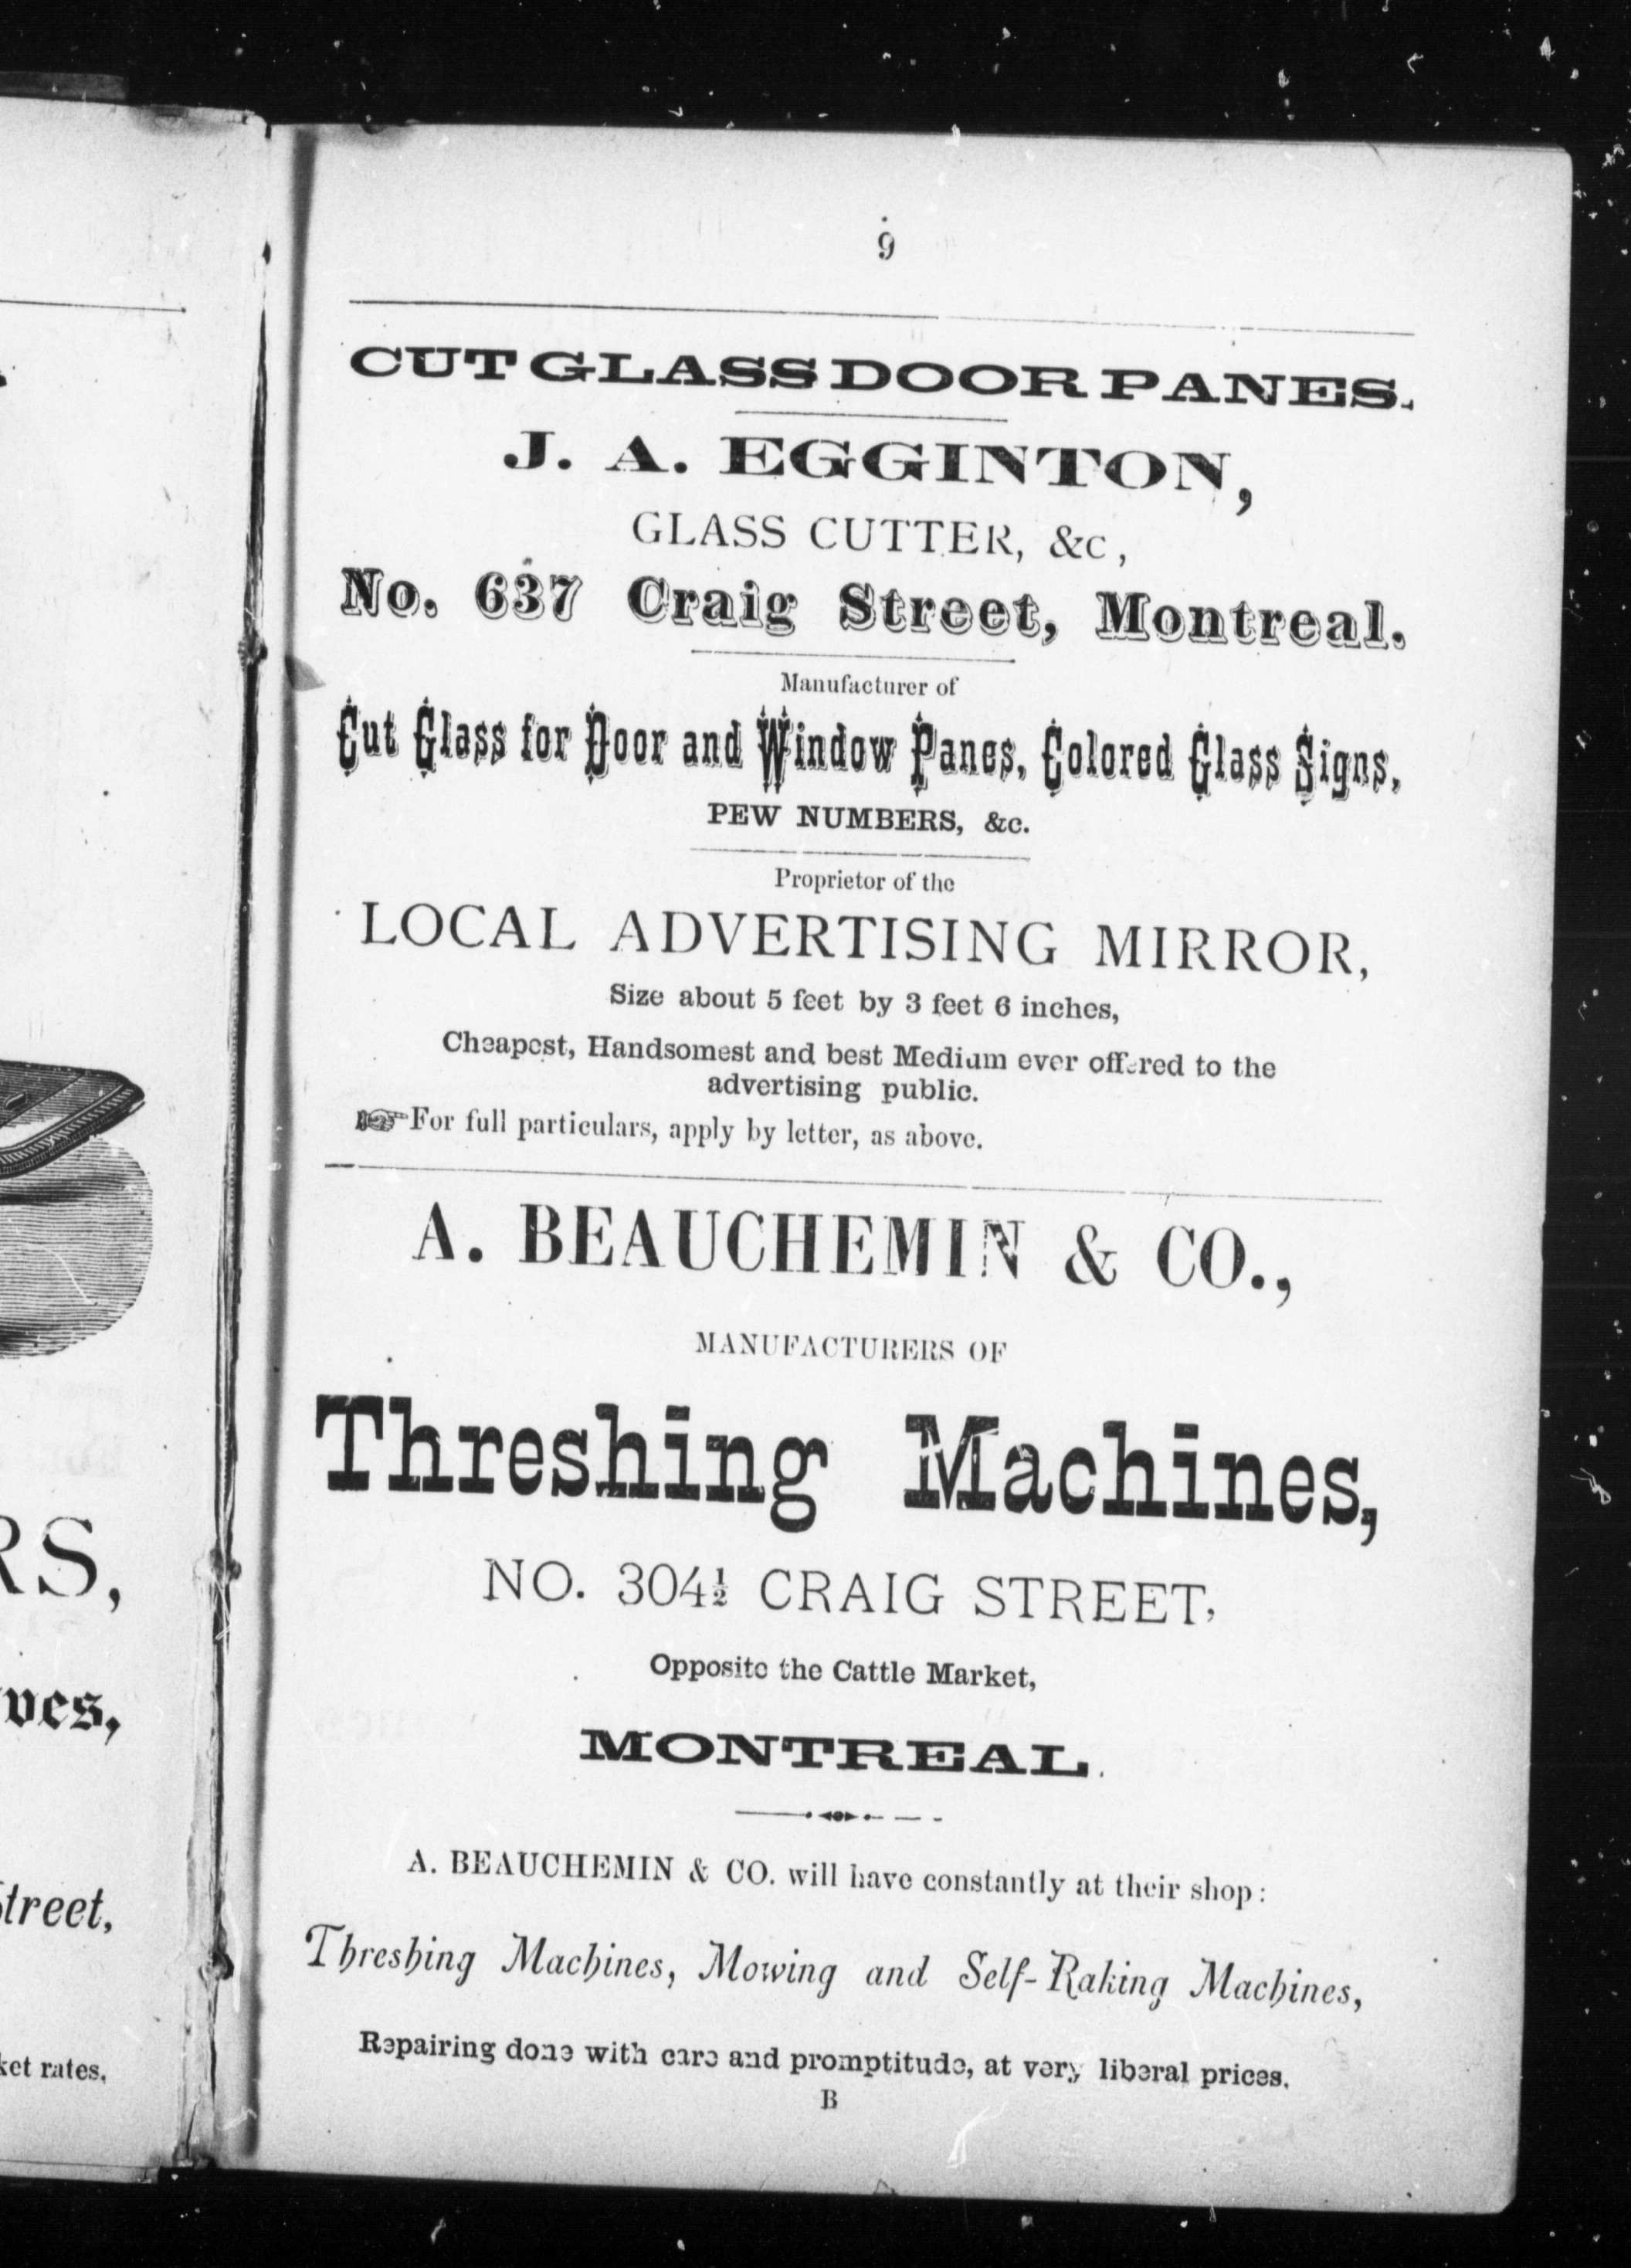 9
CUT GLASS DOOR PANES.
J. A. EGGINTON,
GLASS CUTTER, &c,
No. 637 Craig Street, Montreal.
Manufacturer of
Cut Glass for Door and Window Panes, Colored Glass Signs,
PEW NUMBERS, &c.
Proprietor of the
LOCAL ADVERTISING MIRROR,
Size about 5 feet by 3 feet 6 inches,
Cheapest, Handsomest and best Medium ever offered to the
advertising public.
☞For full particulars, apply by letter, as above.
A. BEAUCHEMIN & CO.,
MANUFACTURERS OF
Threshing Machines,
NO. 304½ CRAIG STREET,
Opposite the Cattle Market,
MONTREAL.
A. BEAUCHEMIN & CO. will have constantly at their shop:
Threshing Machines, Mowing and Self-Raking Machines,
Repairing done with care and promptitude, at very liberal prices.
B
RS,
ves,
treet,
ket rates.